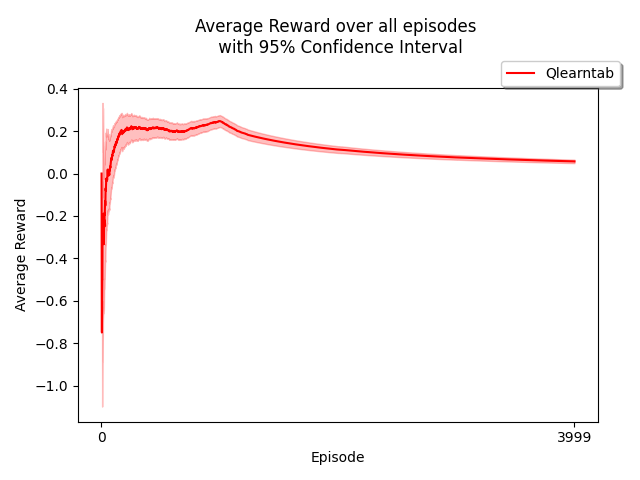 Average Reward over all episodes
with 95% Confidence Interval
Qlearntab
0.4
0.2
0.0
−0.2
−0.4
−0.6
−0.8
−1.0
Average Reward
0
3999
Episode